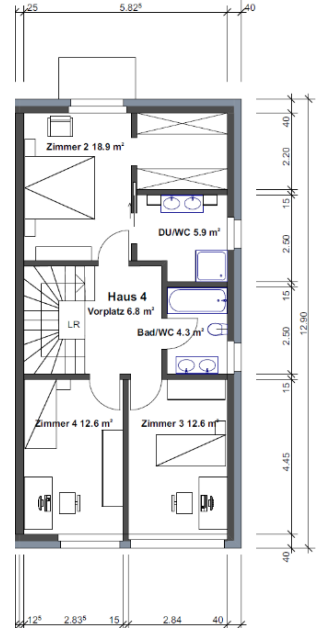 25 5.82⁵ 40
Zimmer 2 18.9 m²
DU/WC 5.9 m²
Haus 4
Vorplatz 6.8 m²
LR
Bad/WC 4.3 m²
Zimmer 4 12.6 m²
Zimmer 3 12.6 m²
40
2.20
15
2.50
15
2.50
15
4.45
40
12.90
12⁵ 2.83⁵ 15 2.84 40